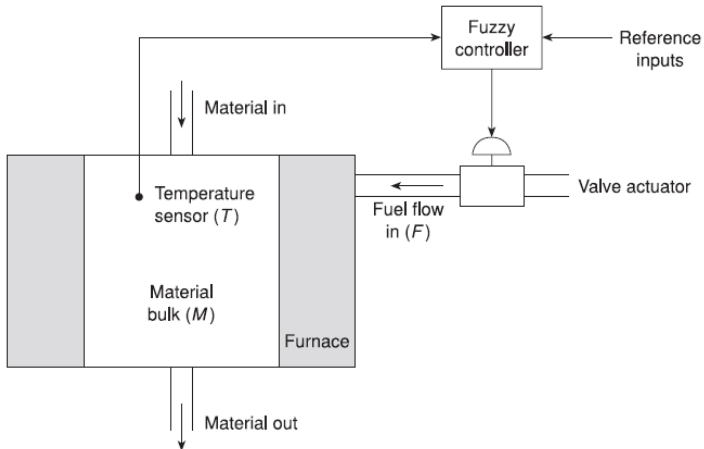 Fuzzy
controller
Reference
inputs
Material in
Temperature
sensor (T)
Valve actuator
Fuel flow
in (F)
Material
bulk (M)
Furnace
Material out